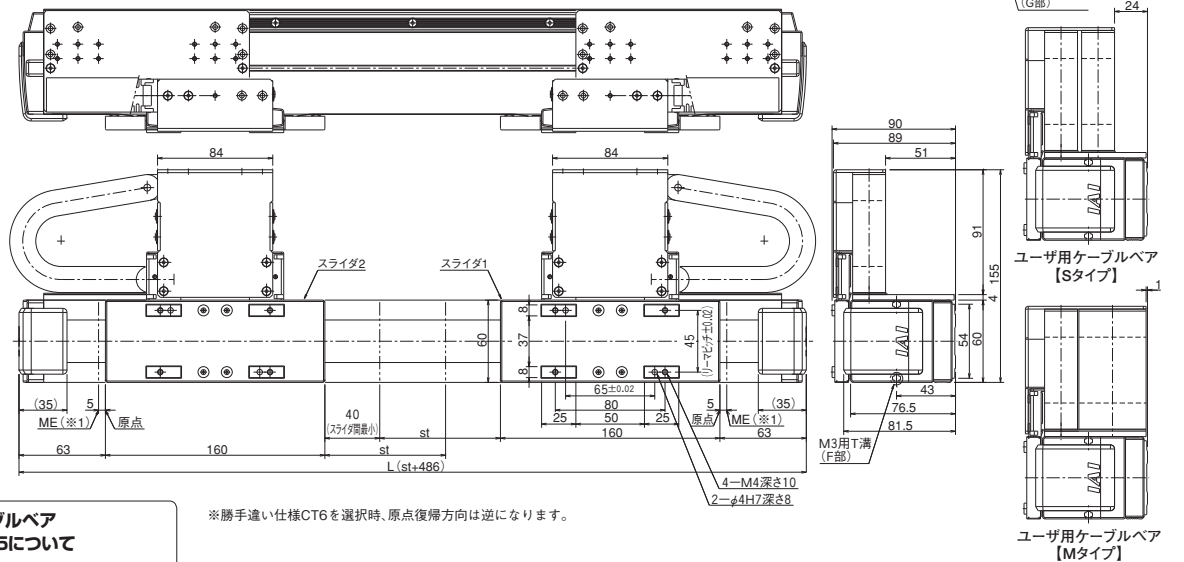 (G部)
24
90
89
51
84
84
91
155
4
60
54
43
76.5
81.5
IAI
IAI
IAI
ユーザ用ケーブルベア
【Sタイプ】
1
ユーザ用ケーブルベア
【Mタイプ】
スライダ2
スライダ1
8
37
8
60
45
(リーマピッチ±0.02)
65±0.02
80
25
50
25
(35)
5
ME(※1)
原点
40
(スライダ間最小)
st
160
5
原点
ME(※1)
(35)
63
160
st
63
L(st+486)
M3用T溝
(F部)
4-M4深さ10
2-φ4H7深さ8
ブルベア
5について
※勝手違い仕様CT6を選択時、原点復帰方向は逆になります。